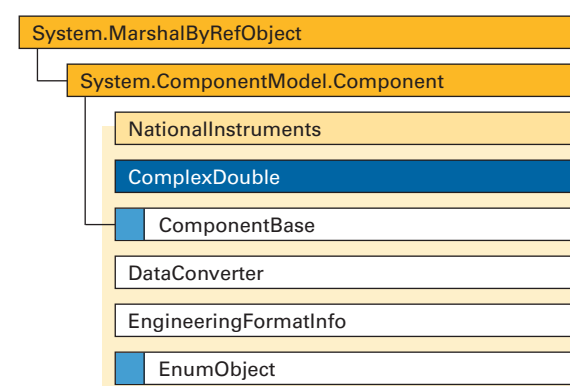 System.MarshalByRefObject
System.ComponentModel.Component
NationalInstruments
ComplexDouble
ComponentBase
DataConverter
EngineeringFormatInfo
EnumObject